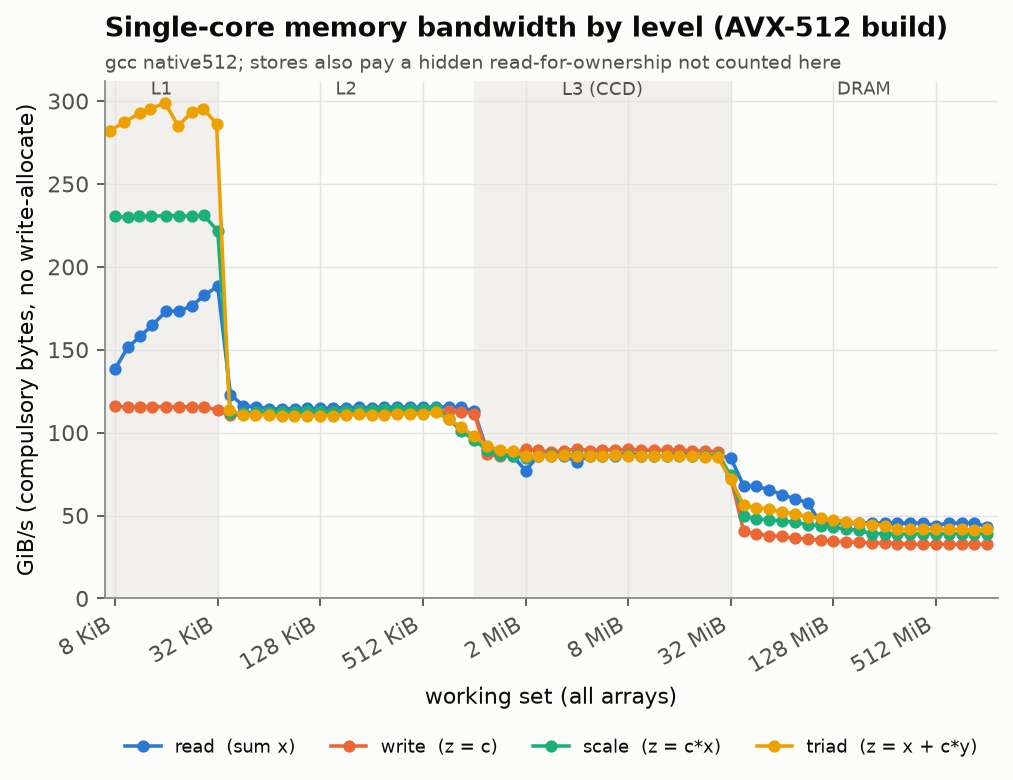 Single-core memory bandwidth by level (AVX-512 build)
gcc native512; stores also pay a hidden read-for-ownership not counted here
L1 L2 L3 (CCD) DRAM
GiB/s (compulsory bytes, no write-allocate)
300
250
200
150
100
50
0
8 KiB 32 KiB 128 KiB 512 KiB 2 MiB 8 MiB 32 MiB 128 MiB 512 MiB
working set (all arrays)
read (sum x) write (z = c) scale (z = c*x) triad (z = x + c*y)